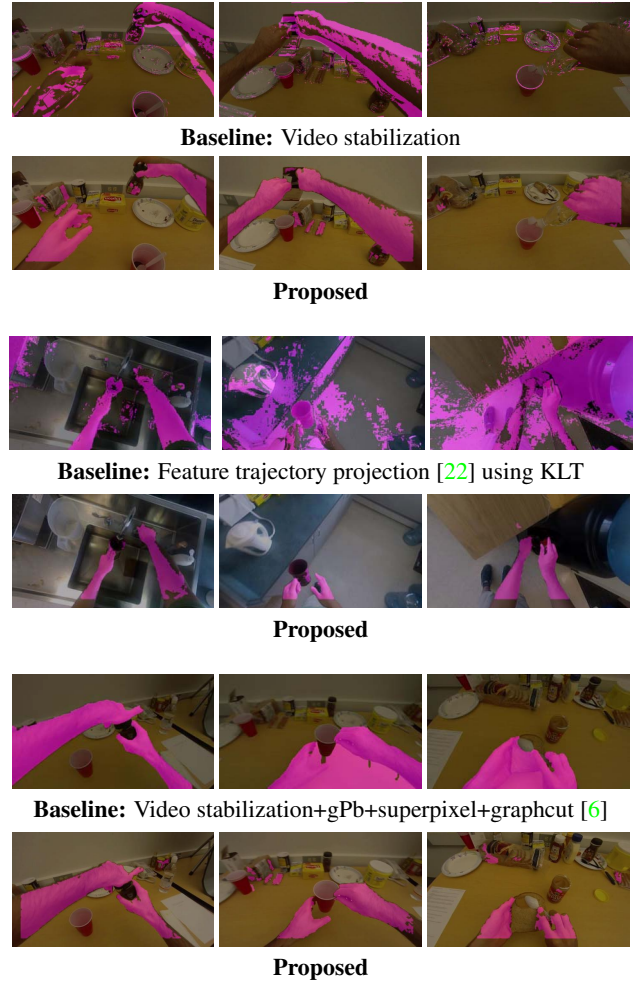 Baseline: Video stabilization
Proposed
Baseline: Feature trajectory projection [22] using KLT
Proposed
Baseline: Video stabilization+gPb+superpixel+graphcut [6]
Proposed